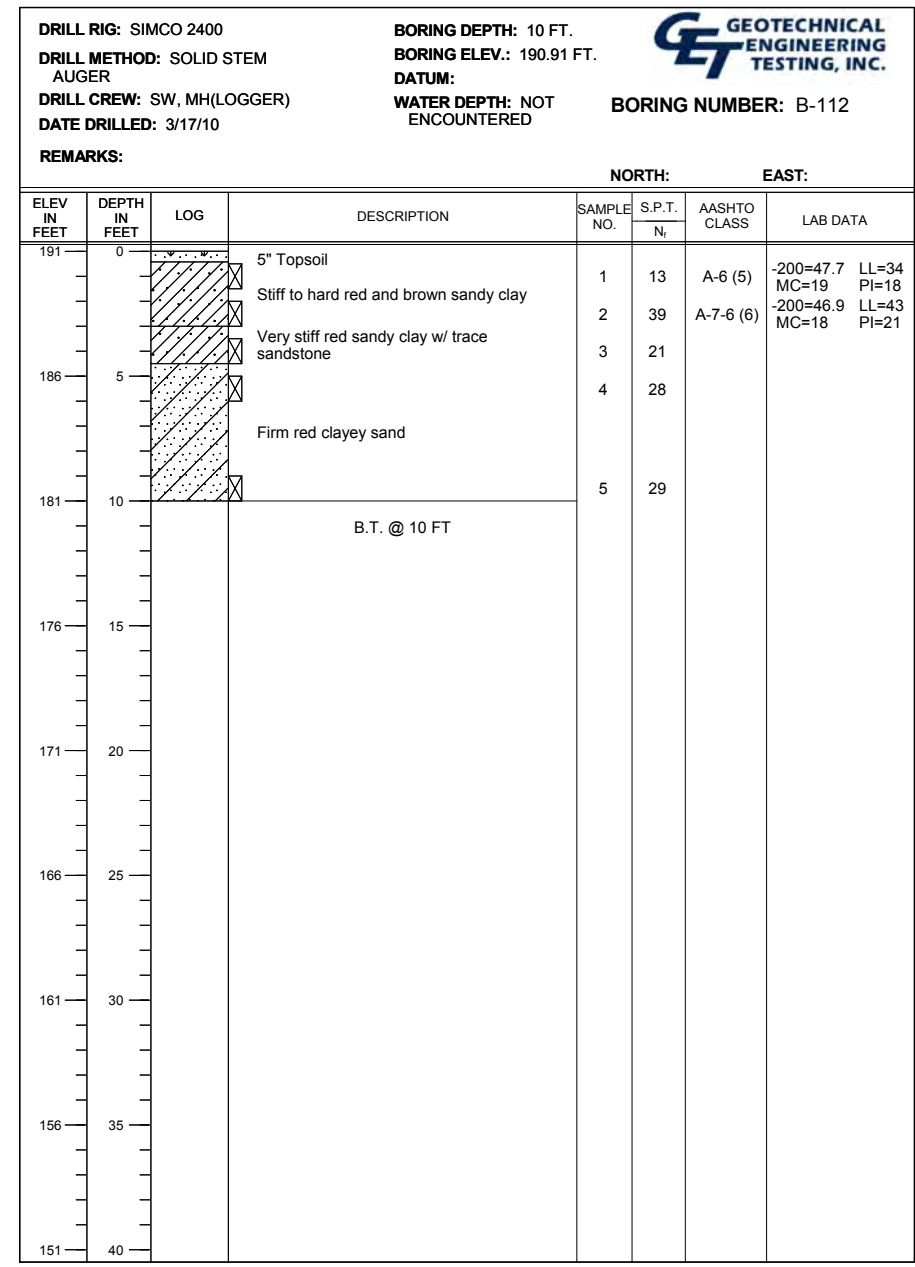 DRILL RIG: SIMCO 2400
DRILL METHOD: SOLID STEM
AUGER
DRILL CREW: SW, MH(LOGGER)
DATE DRILLED: 3/17/10
REMARKS:
BORING DEPTH: 10 FT.
BORING ELEV.: 190.91 FT.
DATUM:
WATER DEPTH: NOT
ENCOUNTERED
GET GEOTECHNICAL
ENGINEERING
TESTING, INC.
BORING NUMBER: B-112
NORTH: EAST:
ELEV
IN
FEET
DEPTH
IN
FEET
LOG
DESCRIPTION
SAMPLE
NO.
S.P.T.
Nr
AASHTO
CLASS
LAB DATA
191 0
5" Topsoil
1 13 A-6 (5) -200=47.7 LL=34
MC=19 PI=18
Stiff to hard red and brown sandy clay
2 39 A-7-6 (6) -200=46.9 LL=43
MC=18 PI=21
Very stiff red sandy clay w/ trace
sandstone
3 21
186 5
4 28
Firm red clayey sand
5 29
181 10
B.T. @ 10 FT
176 15
171 20
166 25
161 30
156 35
151 40